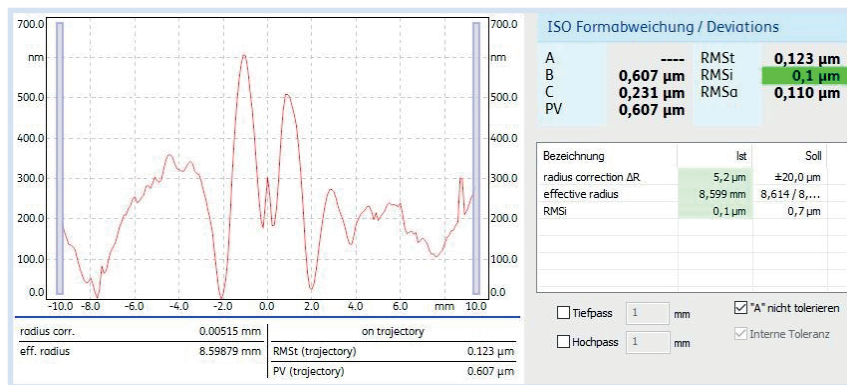 700.0
nm
500.0
400.0
300.0
200.0
100.0
0.0
700.0
nm
500.0
400.0
300.0
200.0
100.0
0.0
-10.0 -8.0 -6.0 -4.0 -2.0 0.0 2.0 4.0 6.0 mm 10.0
radius corr. 0.00515 mm on trajectory
eff. radius 8.59879 mm RMSt (trajectory) 0.123 µm
PV (trajectory) 0.607 µm
ISO Formabweichung / Deviations
A ---- RMSt 0,123 µm
B 0,607 µm RMSi 0,1 µm
C 0,231 µm RMSa 0,110 µm
PV 0,607 µm
Bezeichnung Ist Soll
radius correction ΔR 5,2 µm ±20,0 µm
effective radius 8,599 mm 8,614 / 8,...
RMSi 0,1 µm 0,7 µm
Tiefpass 1 mm "A" nicht tolerieren
Hochpass 1 mm Interne Toleranz